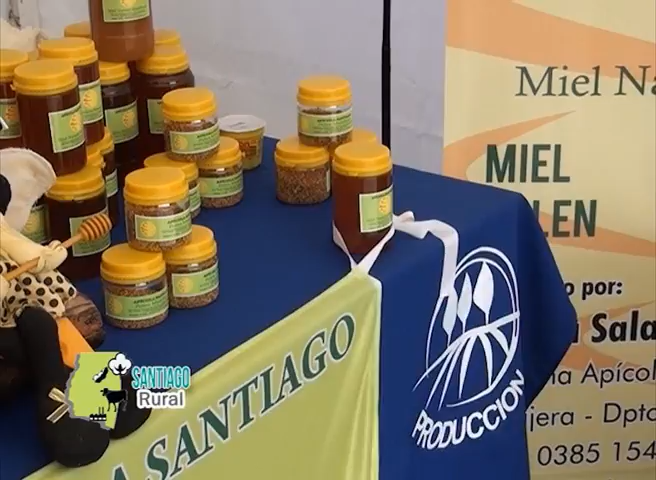 Miel Na
MIEL
LEN
o por:
s Sala
na Apícol
jera - Dpto
0385 154
A SANTIAGO
PRODUCCION
SANTIAGO
Rural